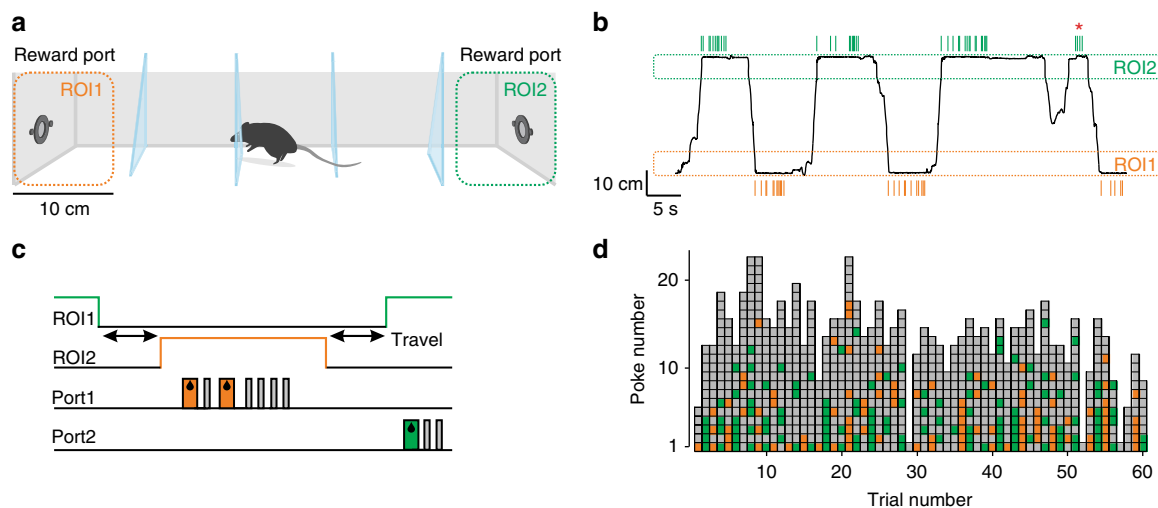 a
Reward port
Reward port
ROI1
ROI2
10 cm
b
*
ROI2
ROI1
10 cm
5 s
c
ROI1
Travel
ROI2
Port1
Port2
d
Poke number
20
10
1
10
20
30
40
50
60
Trial number